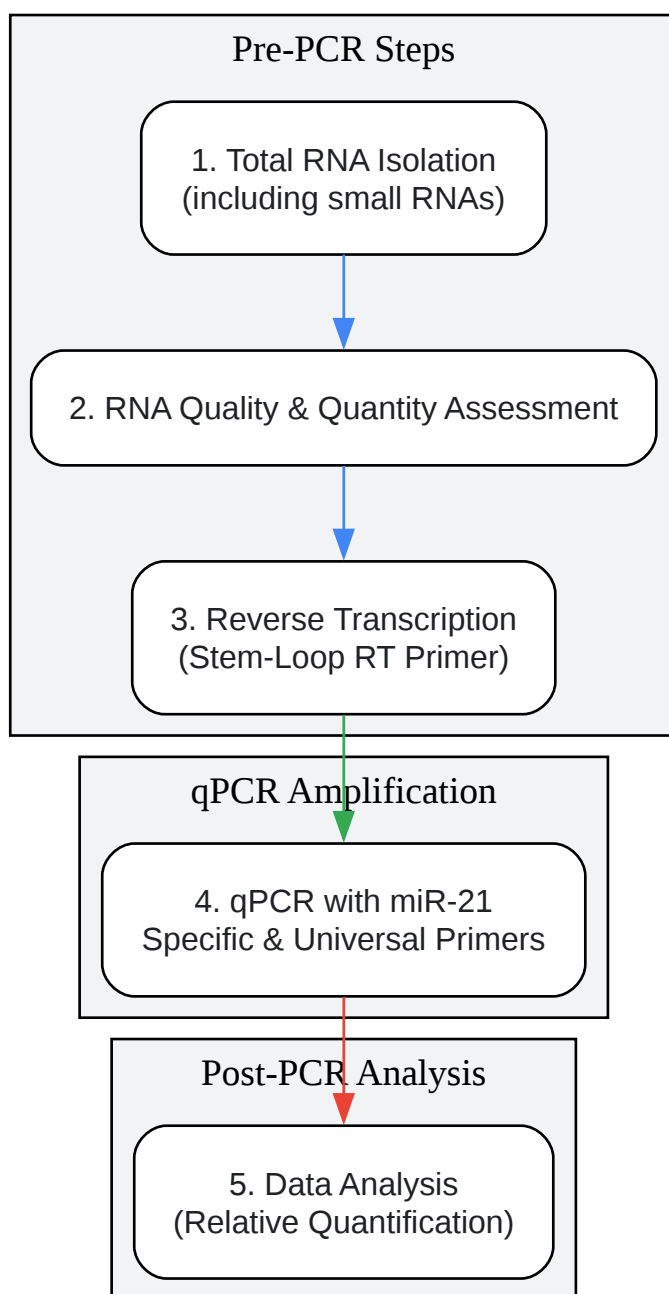 Pre-PCR Steps
1. Total RNA Isolation
(including small RNAs)
2. RNA Quality & Quantity Assessment
3. Reverse Transcription
(Stem-Loop RT Primer)
qPCR Amplification
4. qPCR with miR-21
Specific & Universal Primers
Post-PCR Analysis
5. Data Analysis
(Relative Quantification)